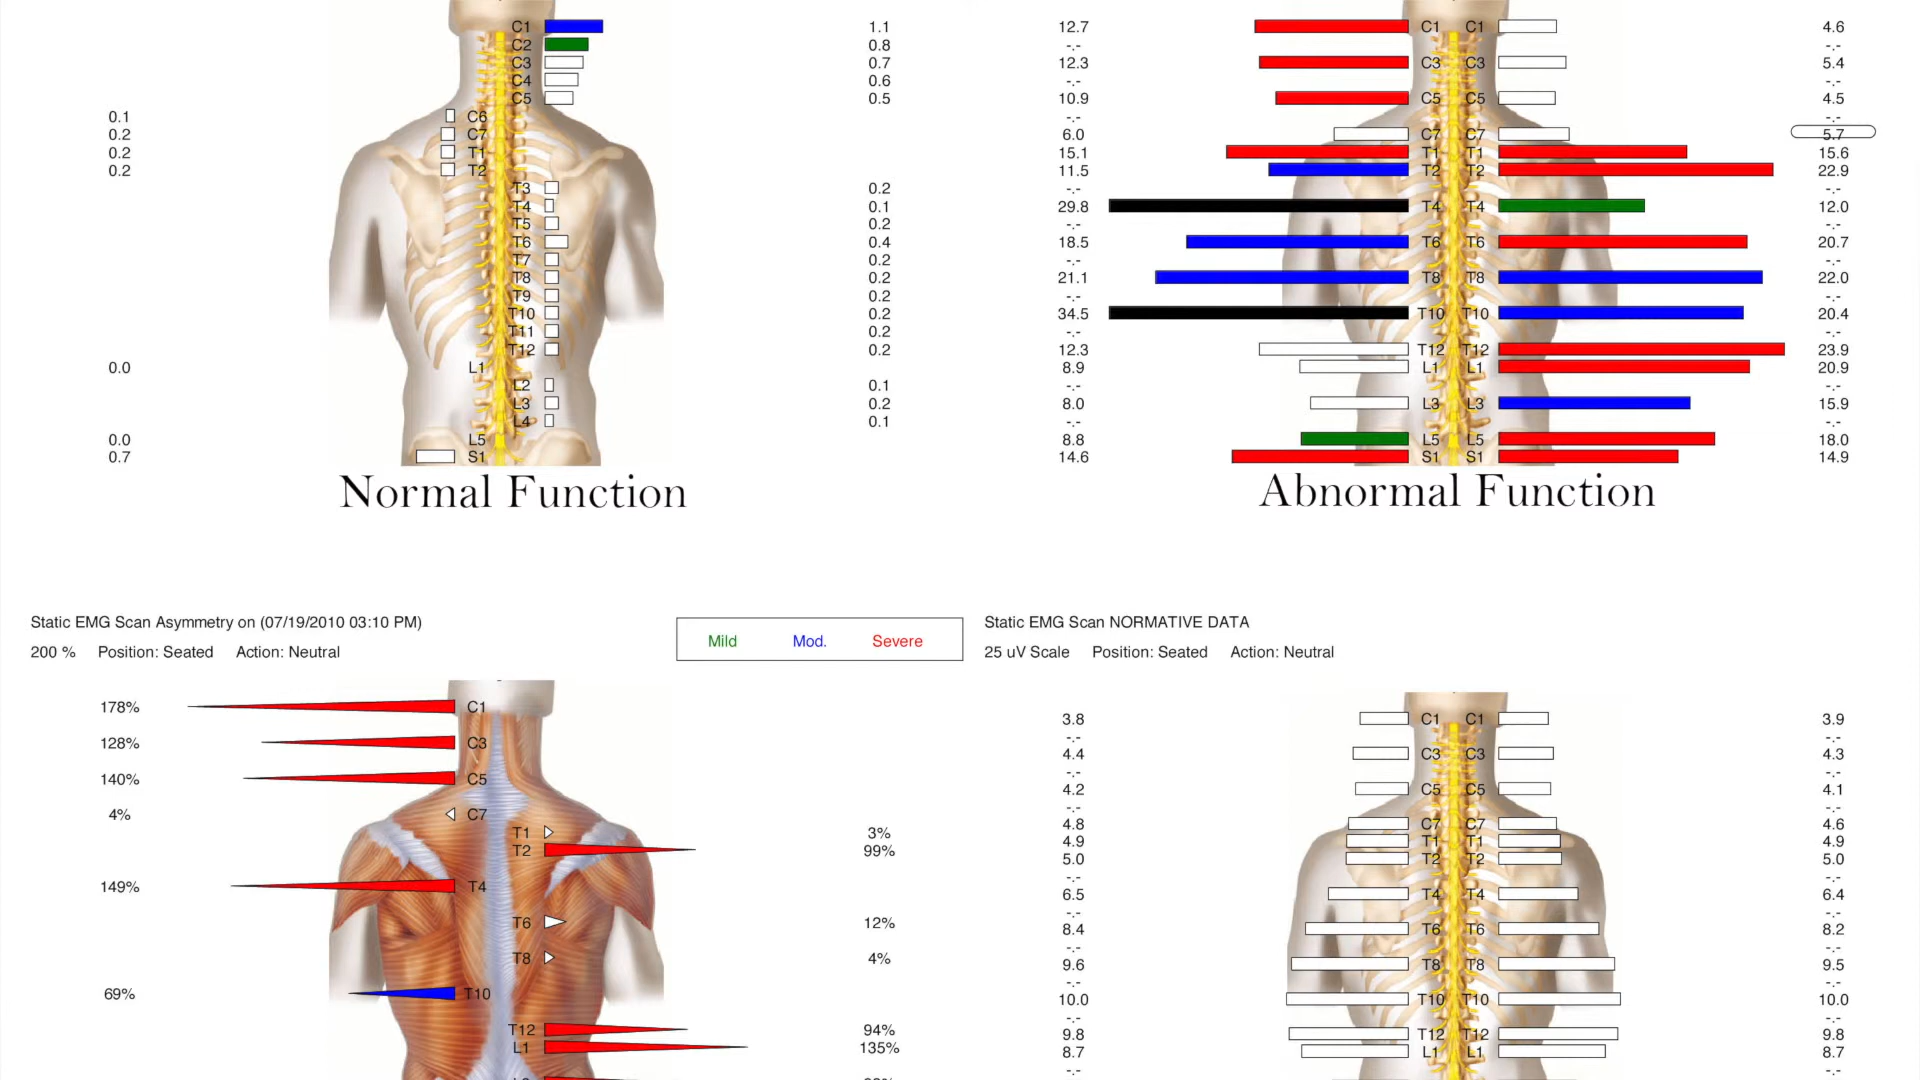 C1 1.1
C2 0.8
C3 0.7
C4 0.6
C5 0.5
0.1 C6
0.2 C7
0.2 T1
0.2 T2
T3 0.2
T4 0.1
T5 0.2
T6 0.4
T7 0.2
T8 0.2
T9 0.2
T10 0.2
T11 0.2
T12 0.2
0.0 L1
L2 0.1
L3 0.2
L4 0.1
0.0 L5
0.7 S1
Normal Function
12.7 C1 C1 4.6
-.- -.-
12.3 C3 C3 5.4
-.- -.-
10.9 C5 C5 4.5
-.- -.-
6.0 C7 C7 5.7
15.1 T1 T1 15.6
11.5 T2 T2 22.9
-.- -.-
29.8 T4 T4 12.0
-.- -.-
18.5 T6 T6 20.7
-.- -.-
21.1 T8 T8 22.0
-.- -.-
34.5 T10 T10 20.4
-.- -.-
12.3 T12 T12 23.9
8.9 L1 L1 20.9
-.- -.-
8.0 L3 L3 15.9
-.- -.-
8.8 L5 L5 18.0
14.6 S1 S1 14.9
Abnormal Function
Static EMG Scan Asymmetry on (07/19/2010 03:10 PM)
200 % Position: Seated Action: Neutral
Mild Mod. Severe
178% C1
128% C3
140% C5
4% C7
T1 3%
T2 99%
149% T4
T6 12%
T8 4%
69% T10
T12 94%
L1 135%
Static EMG Scan NORMATIVE DATA
25 uV Scale Position: Seated Action: Neutral
3.8 C1 C1 3.9
-.- -.-
4.4 C3 C3 4.3
-.- -.-
4.2 C5 C5 4.1
-.- -.-
4.8 C7 C7 4.6
4.9 T1 T1 4.9
5.0 T2 T2 5.0
-.- -.-
6.5 T4 T4 6.4
-.- -.-
8.4 T6 T6 8.2
-.- -.-
9.6 T8 T8 9.5
-.- -.-
10.0 T10 T10 10.0
-.- -.-
9.8 T12 T12 9.8
8.7 L1 L1 8.7
-.- -.-